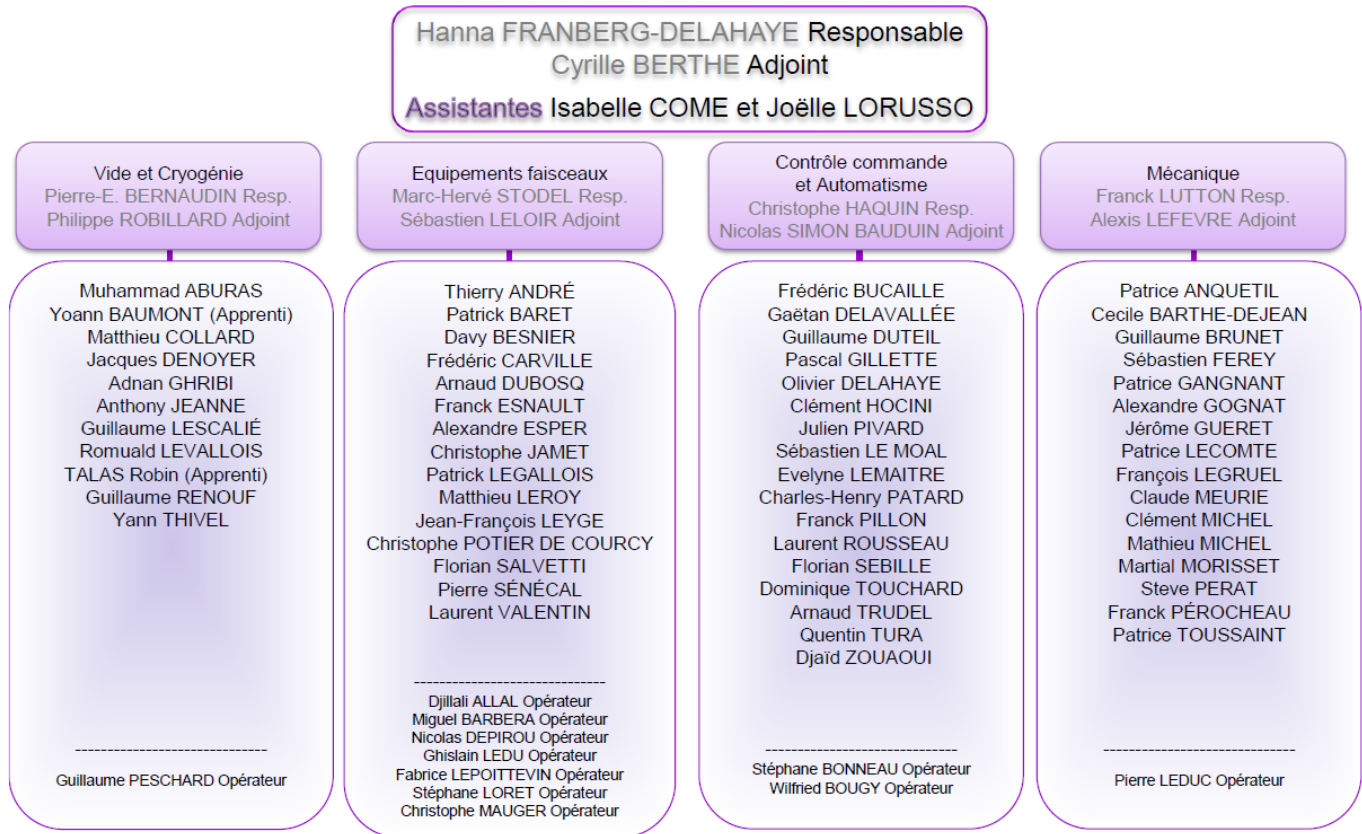 Hanna FRANBERG-DELAHAYE Responsable
Cyrille BERTHE Adjoint
Assistantes Isabelle COME et Joëlle LORUSSO
Vide et Cryogénie
Pierre-E. BERNAUDIN Resp.
Philippe ROBILLARD Adjoint
Muhammad ABURAS
Yoann BAUMONT (Apprenti)
Matthieu COLLARD
Jacques DENOYER
Adnan GHRIBI
Anthony JEANNE
Guillaume LESCALIÉ
Romuald LEVALLOIS
TALAS Robin (Apprenti)
Guillaume RENOUF
Yann THIVEL
------------------------------
Guillaume PESCHARD Opérateur
Equipements faisceaux
Marc-Hervé STODEL Resp.
Sébastien LELOIR Adjoint
Thierry ANDRÉ
Patrick BARET
Davy BESNIER
Frédéric CARVILLE
Arnaud DUBOSQ
Franck ESNAULT
Alexandre ESPER
Christophe JAMET
Patrick LEGALLOIS
Matthieu LEROY
Jean-François LEYGE
Christophe POTIER DE COURCY
Florian SALVETTI
Pierre SÉNÉCAL
Laurent VALENTIN
------------------------------
Djillali ALLAL Opérateur
Miguel BARBERA Opérateur
Nicolas DEPIROU Opérateur
Ghislain LEDU Opérateur
Fabrice LEPOITTEVIN Opérateur
Stéphane LORET Opérateur
Christophe MAUGER Opérateur
Contrôle commande
et Automatisme
Christophe HAQUIN Resp.
Nicolas SIMON BAUDUIN Adjoint
Frédéric BUCAILLE
Gaëtan DELAVALLÉE
Guillaume DUTEIL
Pascal GILLETTE
Olivier DELAHAYE
Clément HOCINI
Julien PIVARD
Sébastien LE MOAL
Evelyne LEMAITRE
Charles-Henry PATARD
Franck PILLON
Laurent ROUSSEAU
Florian SEBILLE
Dominique TOUCHARD
Arnaud TRUDEL
Quentin TURA
Djaïd ZOUAOUI
------------------------------
Stéphane BONNEAU Opérateur
Wilfried BOUGY Opérateur
Mécanique
Franck LUTTON Resp.
Alexis LEFEVRE Adjoint
Patrice ANQUETIL
Cecile BARTHE-DEJEAN
Guillaume BRUNET
Sébastien FEREY
Patrice GANGNANT
Alexandre GOGNAT
Jérôme GUERET
Patrice LECOMTE
François LEGRUEL
Claude MEURIE
Clément MICHEL
Mathieu MICHEL
Martial MORISSET
Steve PERAT
Franck PÉROCHEAU
Patrice TOUSSAINT
------------------------------
Pierre LEDUC Opérateur